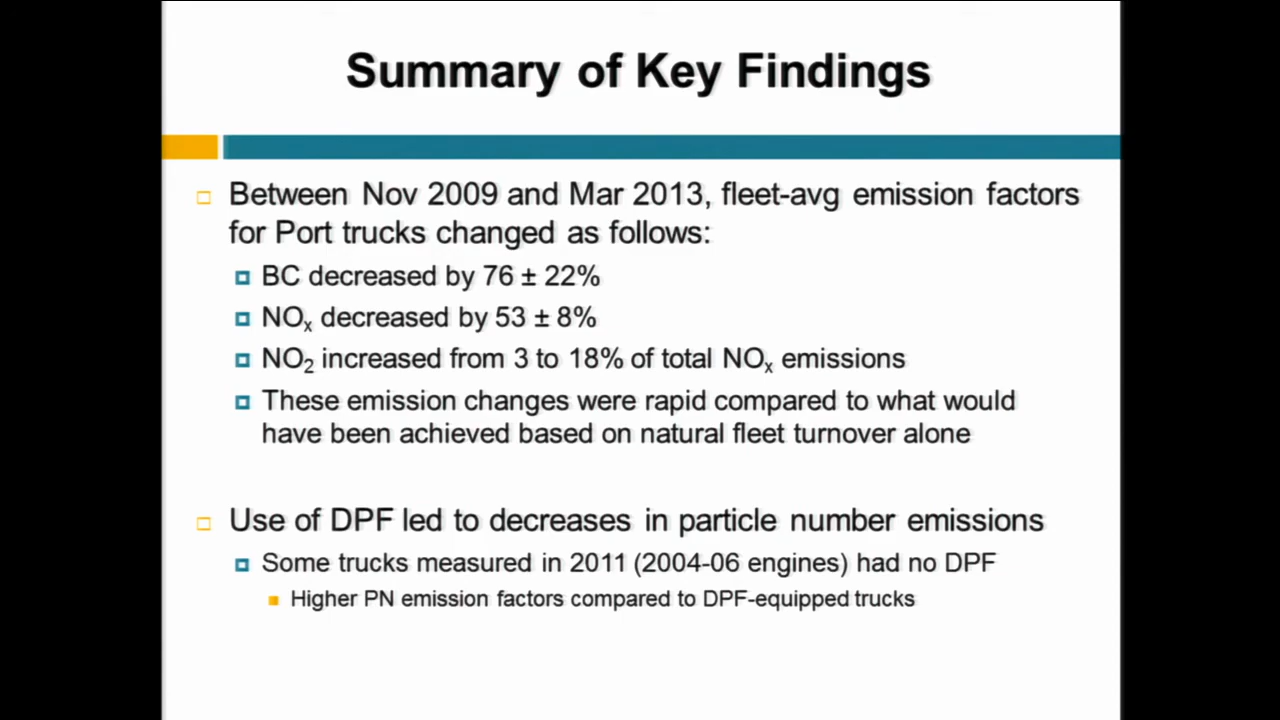 Summary of Key Findings
Between Nov 2009 and Mar 2013, fleet-avg emission factors
for Port trucks changed as follows:
BC decreased by 76 ± 22%
NOₓ decreased by 53 ± 8%
NO₂ increased from 3 to 18% of total NOₓ emissions
These emission changes were rapid compared to what would
have been achieved based on natural fleet turnover alone
Use of DPF led to decreases in particle number emissions
Some trucks measured in 2011 (2004-06 engines) had no DPF
Higher PN emission factors compared to DPF-equipped trucks